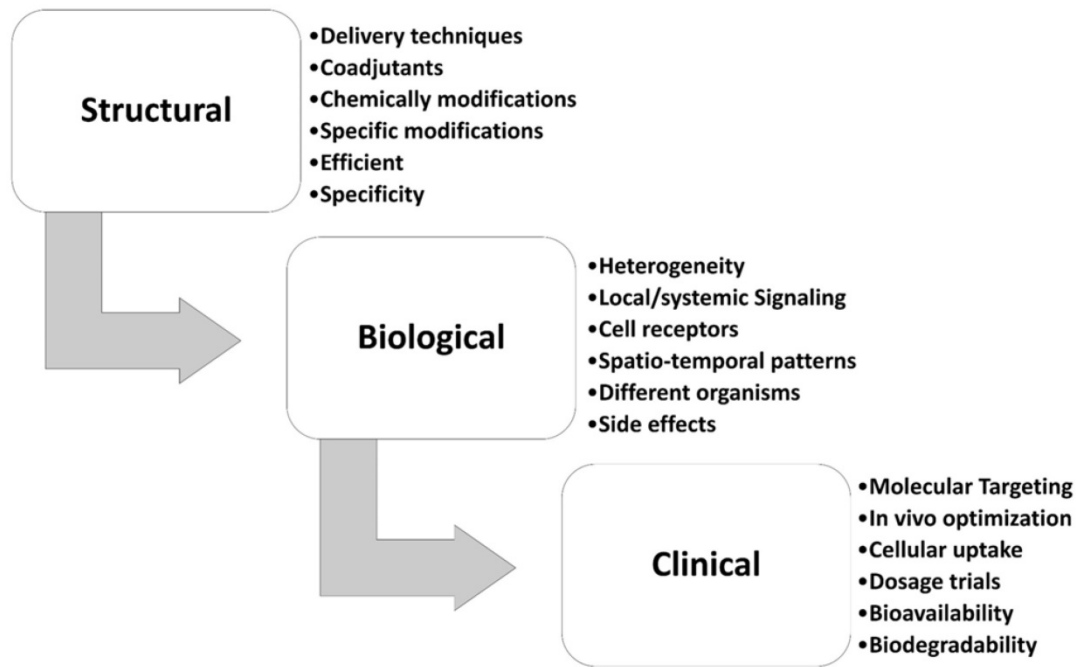 Structural
•Delivery techniques
•Coadjutants
•Chemically modifications
•Specific modifications
•Efficient
•Specificity
Biological
•Heterogeneity
•Local/systemic Signaling
•Cell receptors
•Spatio-temporal patterns
•Different organisms
•Side effects
Clinical
•Molecular Targeting
•In vivo optimization
•Cellular uptake
•Dosage trials
•Bioavailability
•Biodegradability